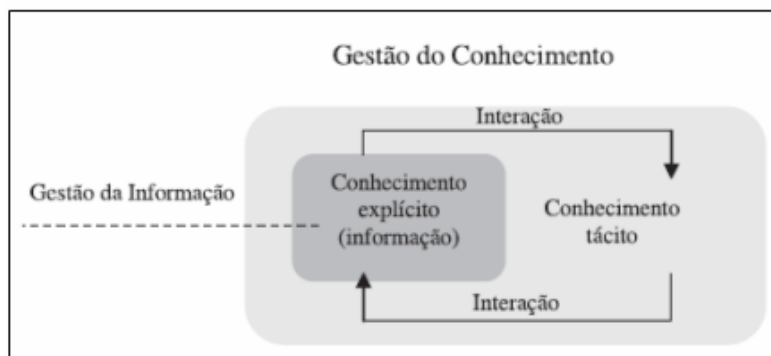 Gestão do Conhecimento
Interação
Gestão da Informação
Conhecimento
explícito
(informação)
Conhecimento
tácito
Interação